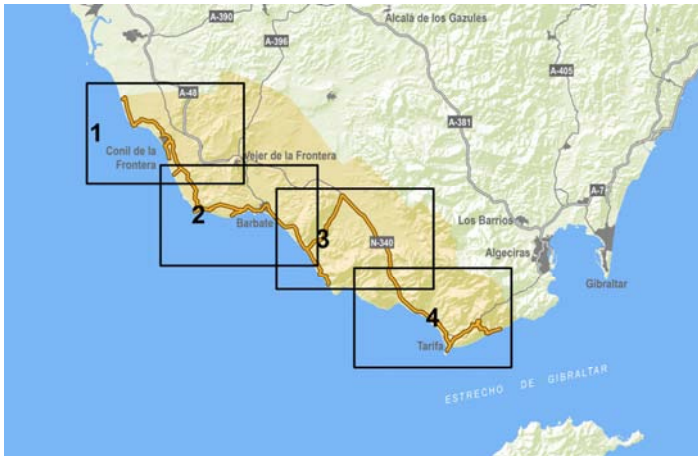 A-390
Alcalá de los Gazules
A-396
A-405
A-48
A-381
1
Conil de la
Frontera
Vejer de la Frontera
A-7
2
Barbate
3
N-340
Los Barrios
Algeciras
Gibraltar
4
Tarifa
ESTRECHO DE GIBRALTAR